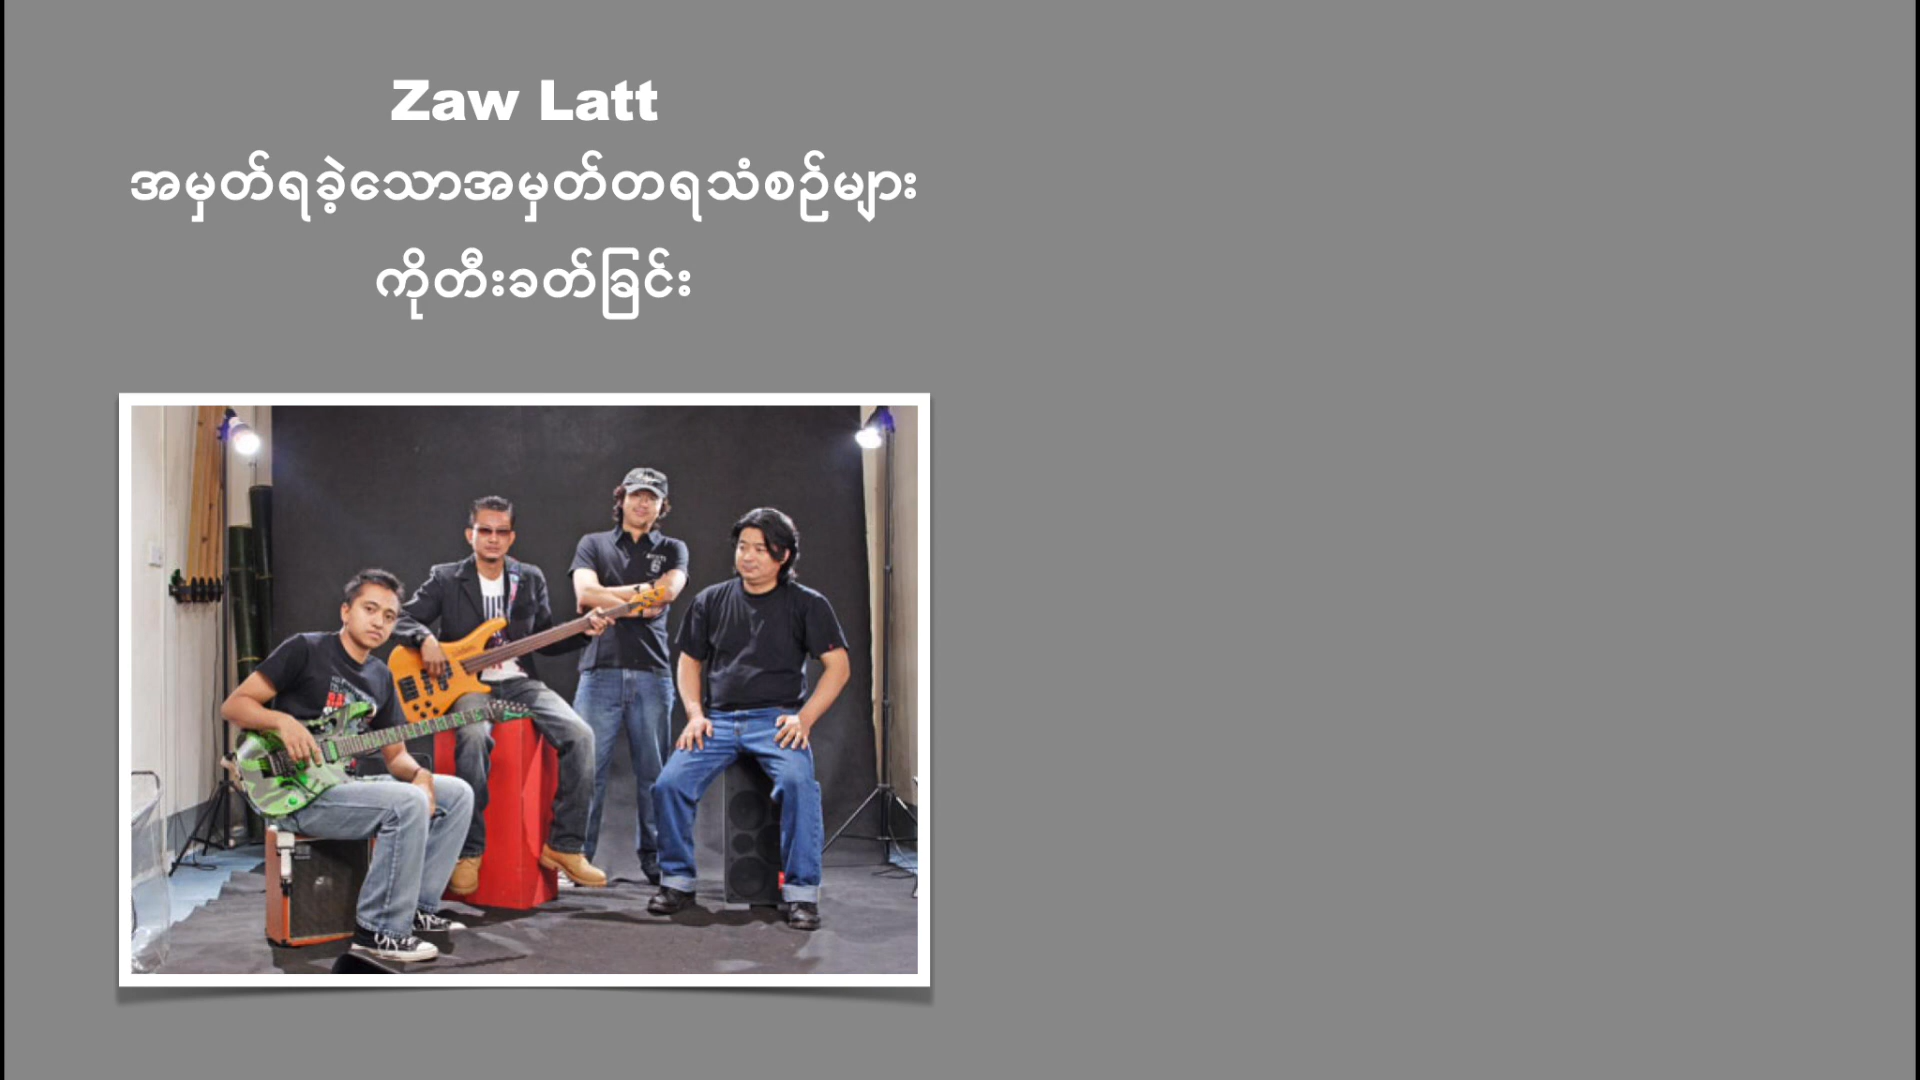 Zaw Latt
အမှတ်ရခဲ့သောအမှတ်တရသံစဉ်များ
ကိုတီးခတ်ခြင်း